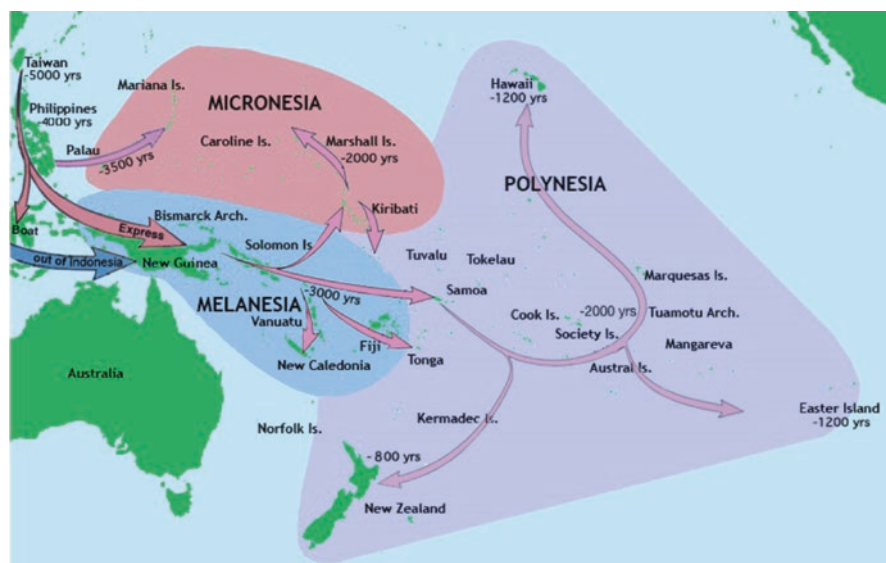 Taiwan
-5000 yrs
Philippines
-4000 yrs
Palau
-3500 yrs
Mariana Is.
MICRONESIA
Caroline Is.
Marshall Is.
-2000 yrs
Kiribati
Hawaii
-1200 yrs
POLYNESIA
Boat
Express
out of Indonesia
Bismarck Arch.
Solomon Is
New Guinea
MELANESIA
-3000 yrs
Vanuatu
Fiji
New Caledonia
Tonga
Tuvalu
Tokelau
Samoa
Marquesas Is.
Cook Is.
-2000 yrs
Tuamotu Arch.
Society Is.
Mangareva
Austral Is.
Easter Island
-1200 yrs
Australia
Norfolk Is.
Kermadec Is.
-800 yrs
New Zealand